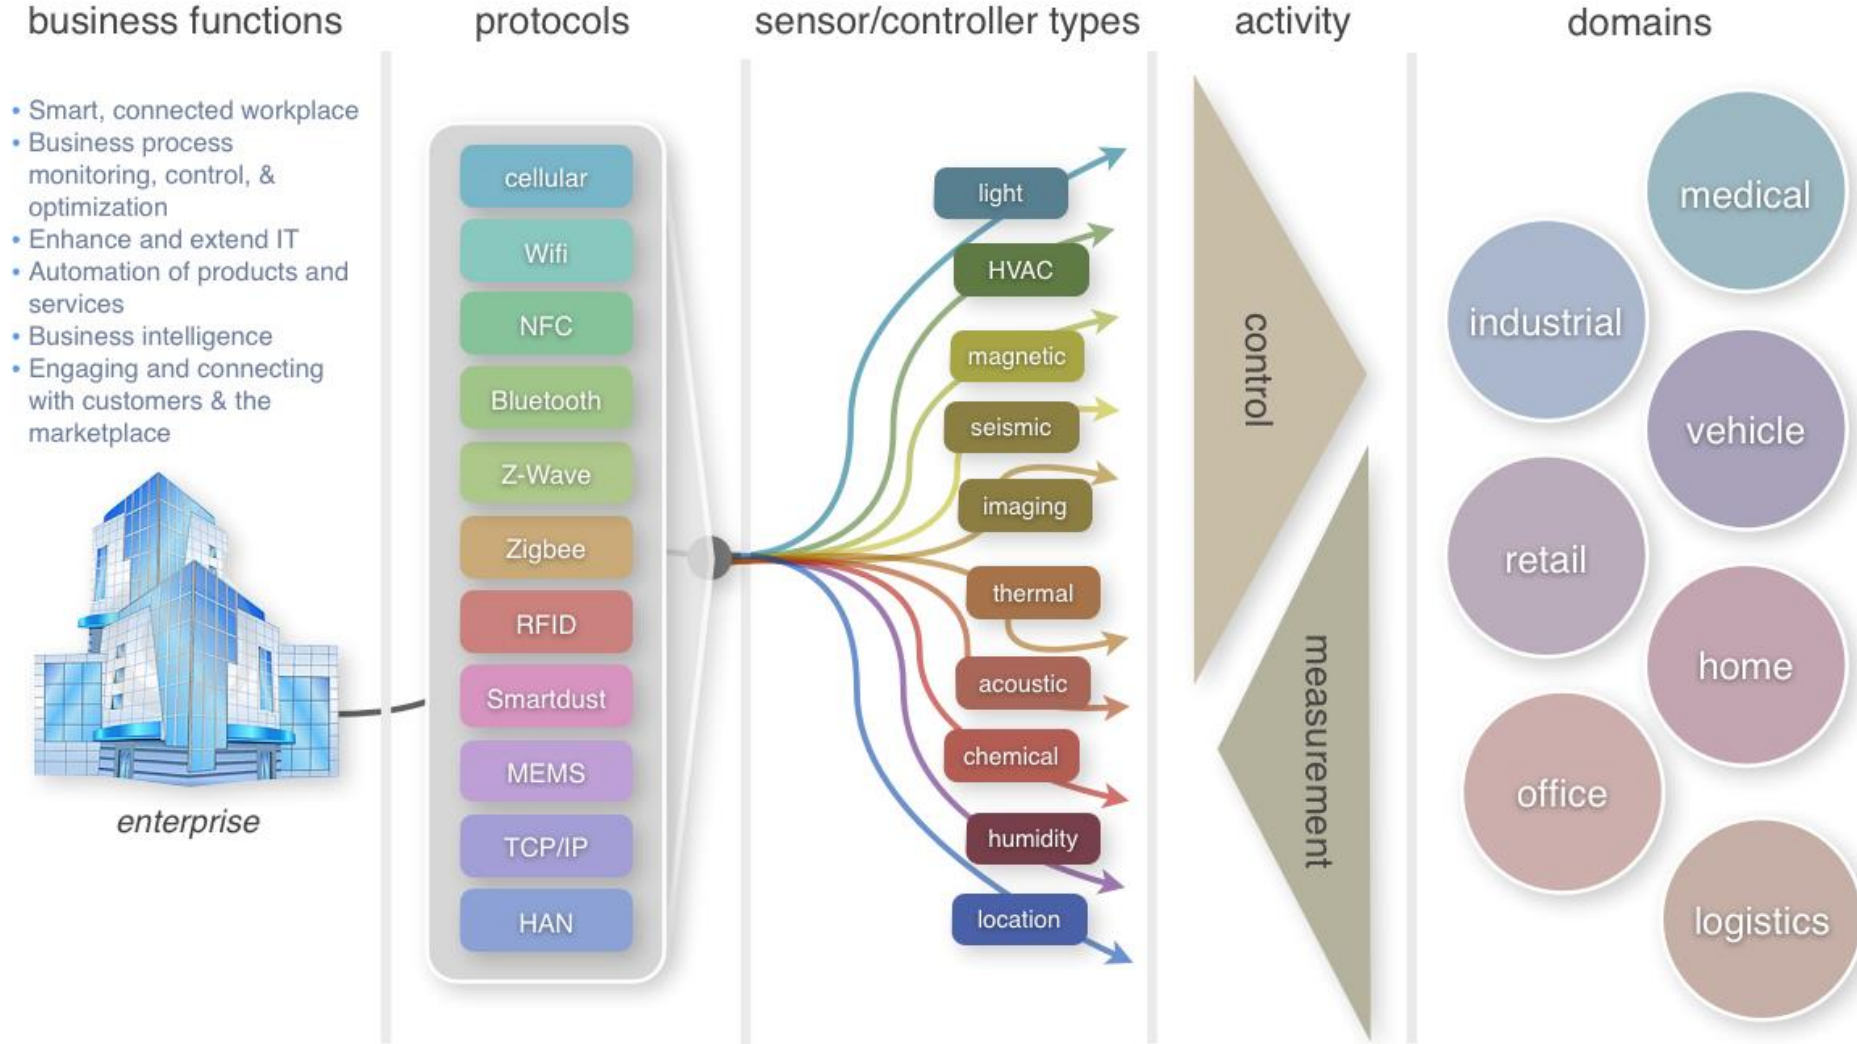 business functions
protocols
sensor/controller types
activity
domains
• Smart, connected workplace
• Business process
monitoring, control, &
optimization
• Enhance and extend IT
• Automation of products and
services
• Business intelligence
• Engaging and connecting
with customers & the
marketplace
enterprise
cellular
Wifi
NFC
Bluetooth
Z-Wave
Zigbee
RFID
Smartdust
MEMS
TCP/IP
HAN
light
HVAC
magnetic
seismic
imaging
thermal
acoustic
chemical
humidity
location
control
measurement
medical
industrial
vehicle
retail
home
office
logistics